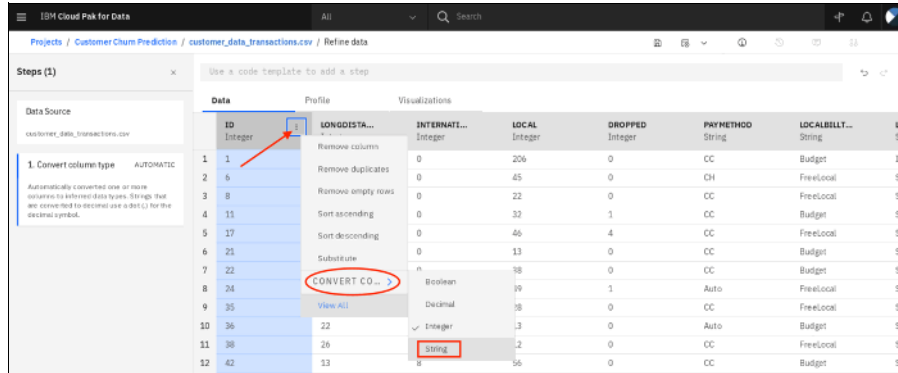 IBM Cloud Pak for Data All Search
Projects / Customer Churn Prediction / customer_data_transactions.csv / Refine data
Steps (1) × Use a code template to add a step
Data Profile Visualizations
Data Source
customer_data_transactions.csv
1. Convert column type AUTOMATIC
Automatically converted one or more
columns to inferred data types. Strings that
are converted to decimal use a dot (.) for the
decimal symbol.
ID LONGDISTA... INTERNATI... LOCAL DROPPED PAYMETHOD LOCALBILLT...
Integer Integer Integer Integer String String
1 1 0 206 0 CC Budget
2 6 0 45 0 CH FreeLocal
3 8 0 22 0 CC FreeLocal
4 11 0 32 1 CC Budget
5 17 0 46 4 CC FreeLocal
6 21 0 13 0 CC Budget
7 22 0 CC Budget
8 24 1 Auto FreeLocal
9 35 0 CC FreeLocal
10 36 22 0 Auto Budget
11 38 26 0 CC FreeLocal
12 42 13 56 0 CC Budget
Remove column
Remove duplicates
Remove empty rows
Sort ascending
Sort descending
Substitute
CONVERT CO... >
View All
Boolean
Decimal
Integer
String